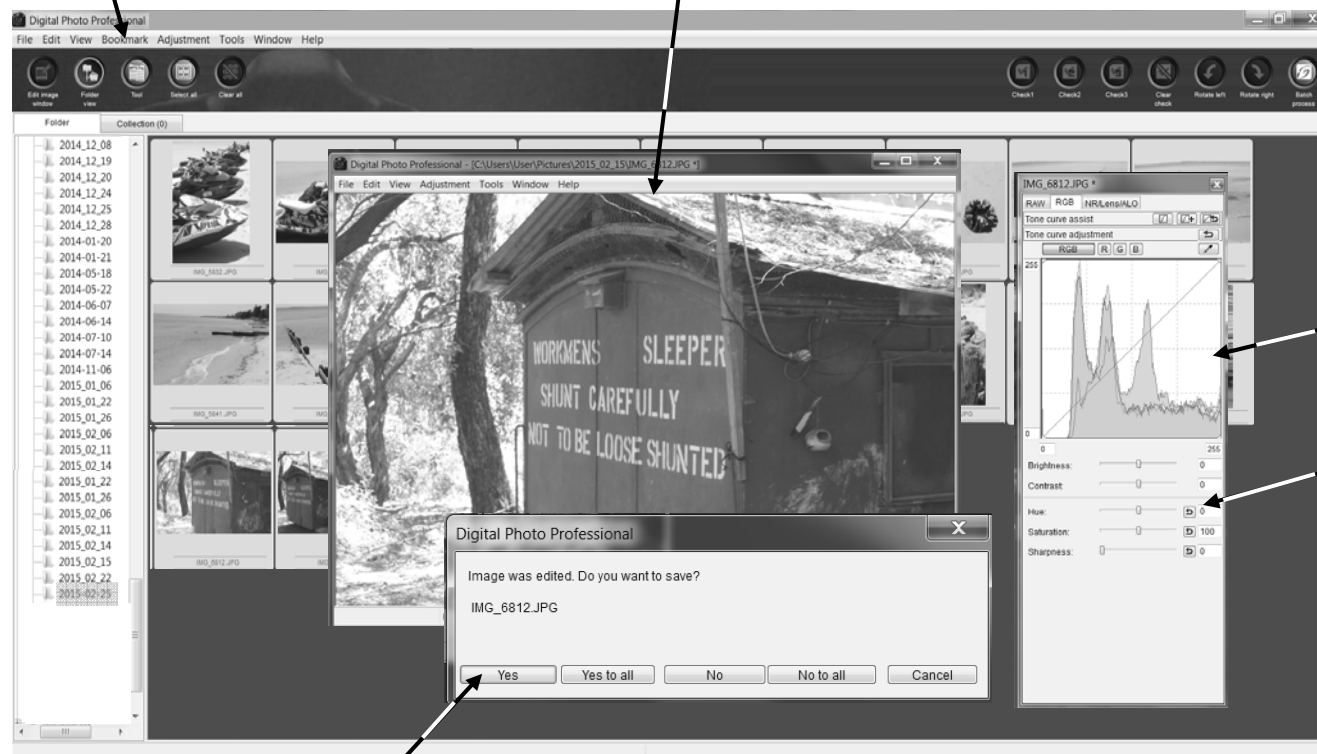 Digital Photo Professional
File Edit View Bookmark Adjustment Tools Window Help
Edit image window
Folder view
Tool
Select all
Clear all
Check1
Check2
Check3
Clear check
Rotate left
Rotate right
Batch process
Folder
Collection (0)
2014_12_08
2014_12_19
2014_12_20
2014_12_24
2014_12_25
2014_12_28
2014-01-20
2014-01-21
2014-05-18
2014-05-22
2014-06-07
2014-06-14
2014-07-10
2014-07-14
2014-11-06
2015_01_06
2015_01_22
2015_01_26
2015_02_06
2015_02_11
2015_02_14
2015_01_22
2015_01_26
2015_02_06
2015_02_11
2015_02_14
2015_02_15
2015_02_22
2015-02-25
IMG_5832.JPG
IMG_5841.JPG
IMG_6812.JPG
Digital Photo Professional - [C:\Users\User\Pictures\2015_02_15\IMG_6812.JPG *]
File Edit View Adjustment Tools Window Help
WORKMENS SLEEPER
SHUNT CAREFULLY
NOT TO BE LOOSE SHUNTED
Digital Photo Professional
X
Image was edited. Do you want to save?
IMG_6812.JPG
Yes
Yes to all
No
No to all
Cancel
IMG_6812.JPG *
RAW RGB NR/Lens/ALO
Tone curve assist
Tone curve adjustment
RGB R G B
255
0
0 255
Brightness: 0
Contrast: 0
Hue: 0
Saturation: 100
Sharpness: 0